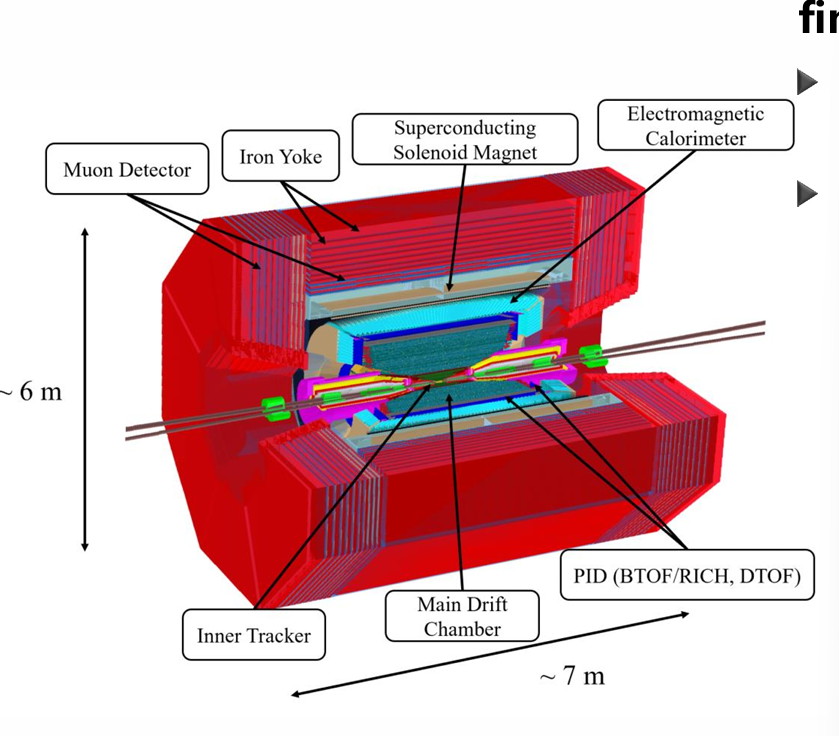 fir
Electromagnetic
Calorimeter
Superconducting
Solenoid Magnet
Iron Yoke
Muon Detector
~ 6 m
PID (BTOF/RICH, DTOF)
Main Drift
Chamber
Inner Tracker
~ 7 m